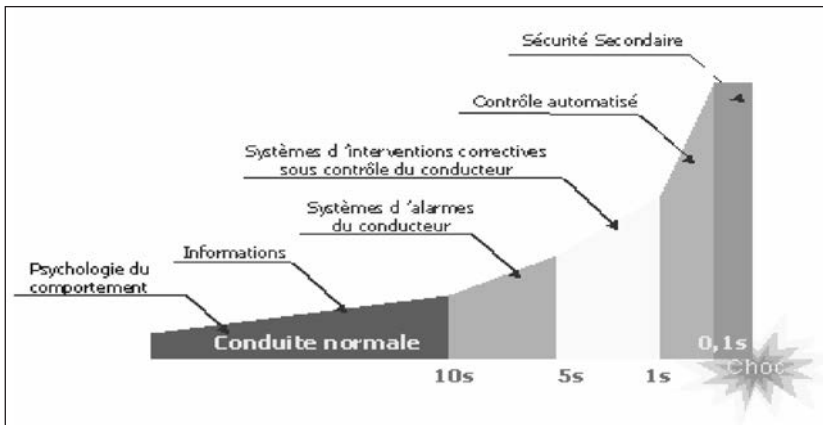 Sécurité Secondaire
Contrôle automatisé
Systèmes d 'interventions correctives
sous contrôle du conducteur
Systèmes d 'alarmes
du conducteur
Informations
Psychologie du
comportement
Conduite normale
0,1s
Choc
10s
5s
1s